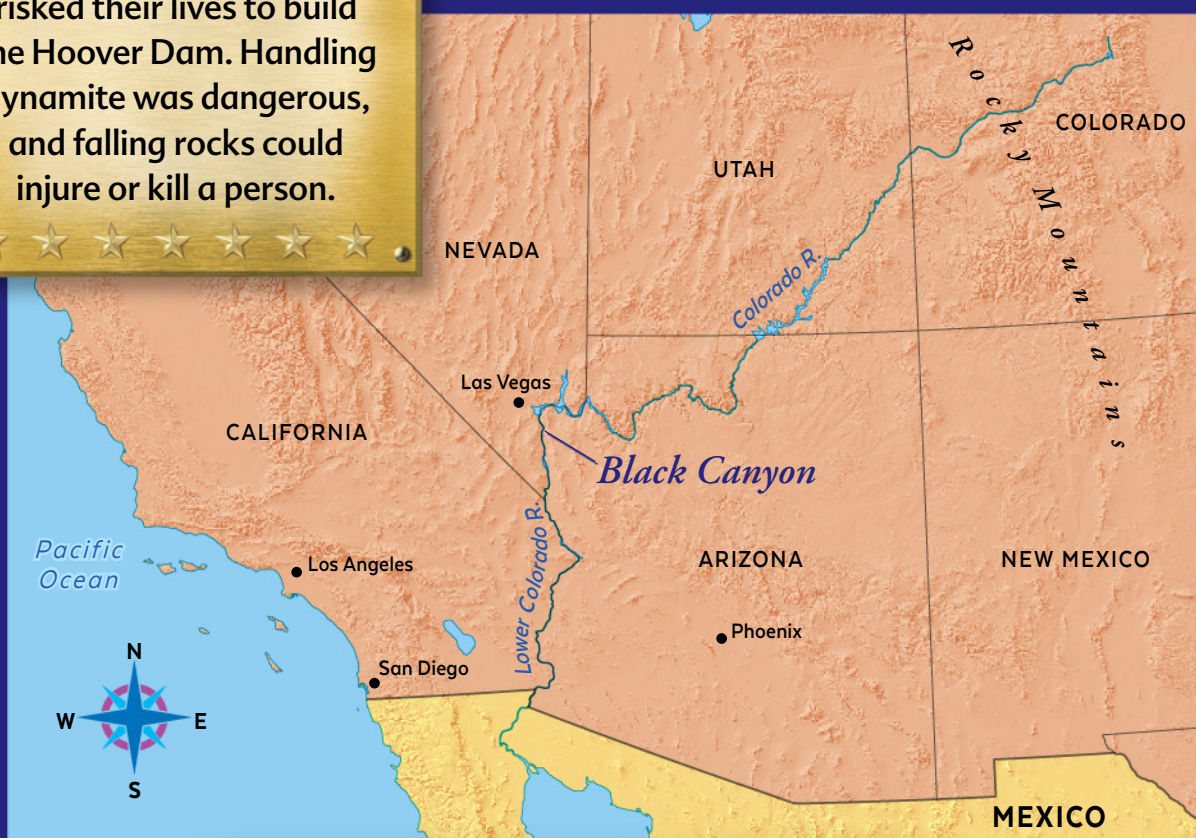 risked their lives to build
the Hoover Dam. Handling
dynamite was dangerous,
and falling rocks could
injure or kill a person.
Rocky Mountains
COLORADO
UTAH
NEVADA
Colorado R.
Las Vegas
CALIFORNIA
Black Canyon
Lower Colorado R.
Pacific
Ocean
Los Angeles
ARIZONA
NEW MEXICO
Phoenix
San Diego
N
W
E
S
MEXICO